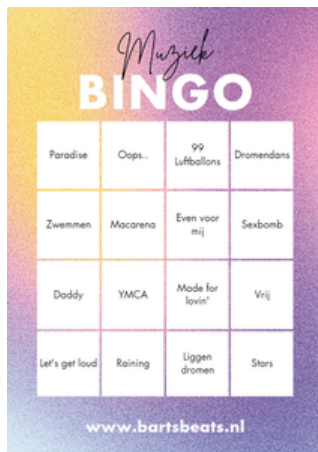 Muziek
BINGO
Paradise
Oops...
99
Luftballons
Dromendans
Zwemmen
Macarena
Even voor
mij
Sexbomb
Daddy
YMCA
Made for
lovin'
Vrij
Let's get loud
Raining
Liggen
dromen
Stars
www.bartsbeats.nl